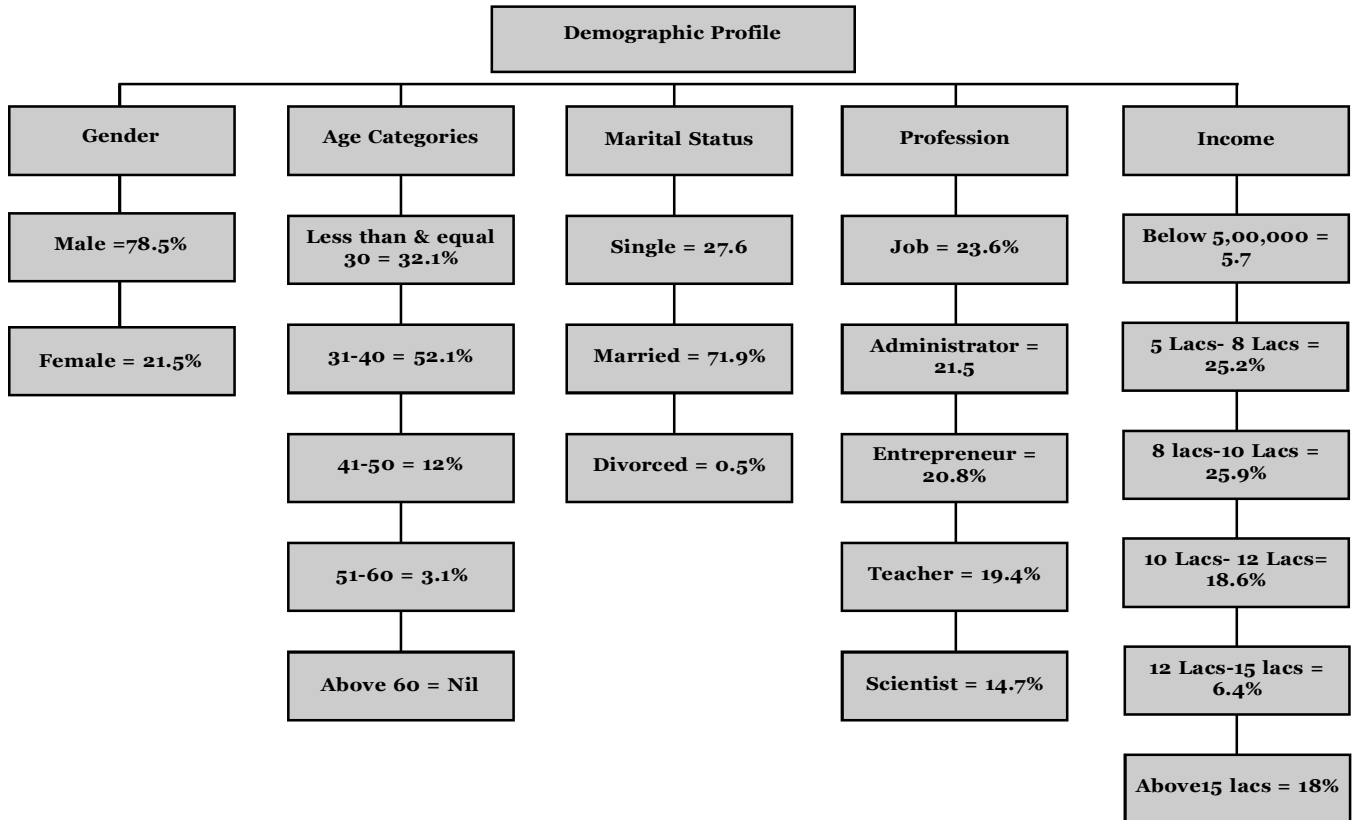 Demographic Profile
Gender
Male =78.5%
Female = 21.5%
Age Categories
Less than & equal
30 = 32.1%
31-40 = 52.1%
41-50 = 12%
51-60 = 3.1%
Above 60 = Nil
Marital Status
Single = 27.6
Married = 71.9%
Divorced = 0.5%
Profession
Job = 23.6%
Administrator =
21.5
Entrepreneur =
20.8%
Teacher = 19.4%
Scientist = 14.7%
Income
Below 5,00,000 =
5.7
5 Lacs- 8 Lacs =
25.2%
8 lacs-10 Lacs =
25.9%
10 Lacs- 12 Lacs=
18.6%
12 Lacs-15 lacs =
6.4%
Above15 lacs = 18%